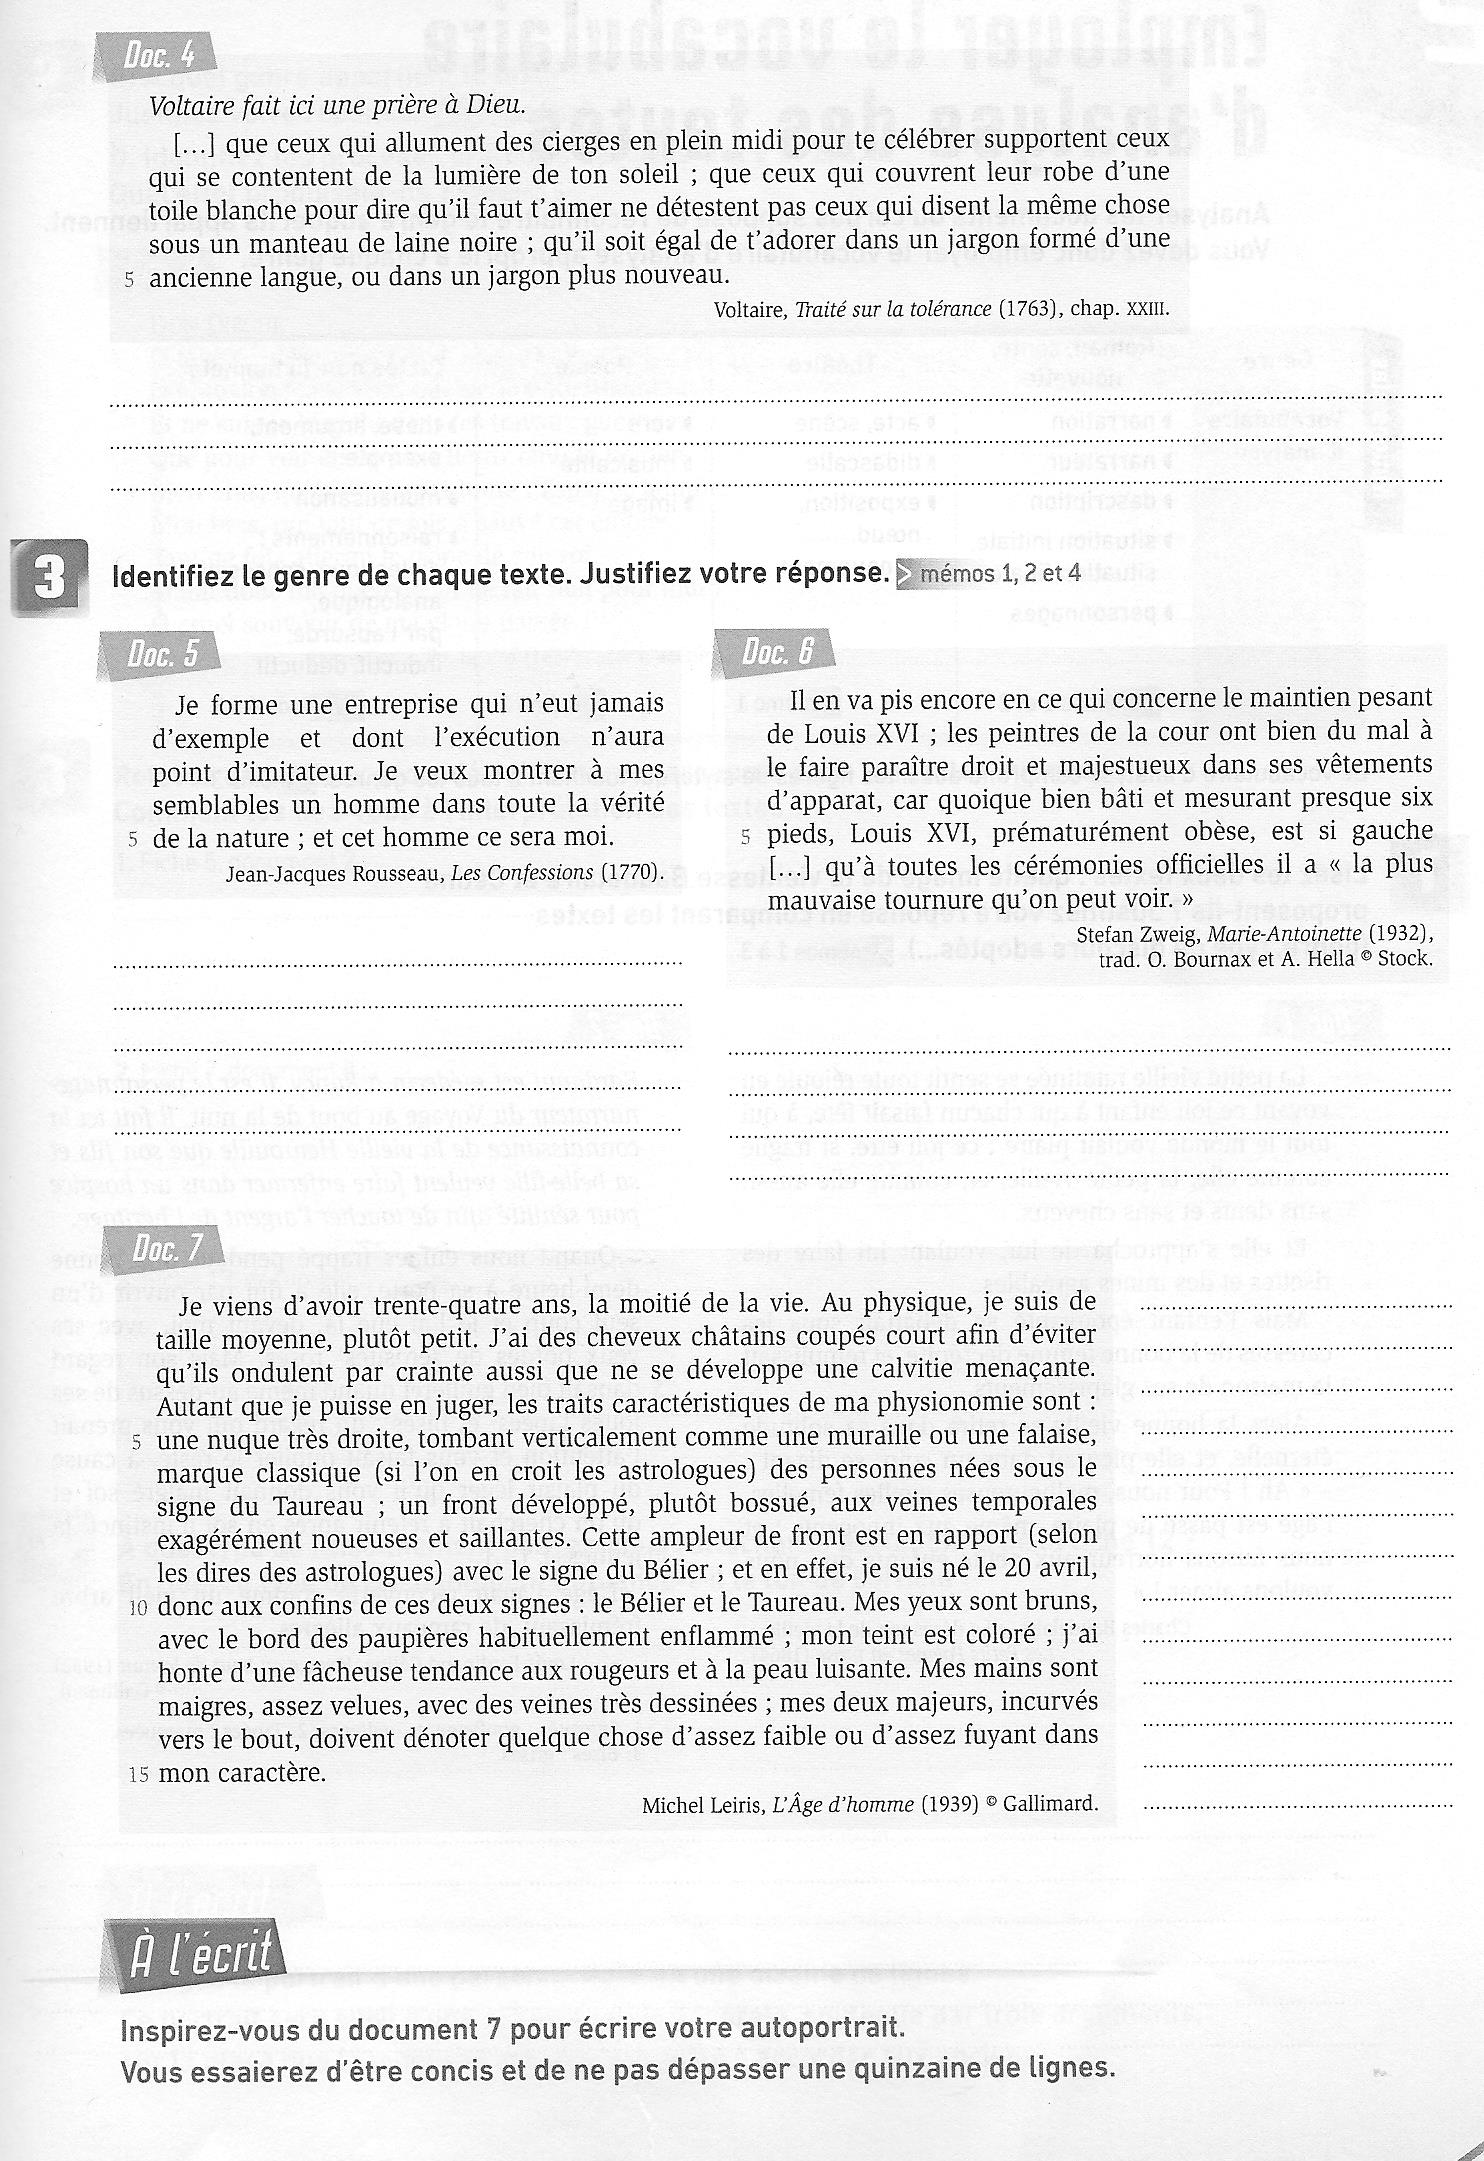 Doc. 4
Voltaire fait ici une prière à Dieu.
[…] que ceux qui allument des cierges en plein midi pour te célébrer supportent ceux
qui se contentent de la lumière de ton soleil ; que ceux qui couvrent leur robe d'une
toile blanche pour dire qu'il faut t'aimer ne détestent pas ceux qui disent la même chose
sous un manteau de laine noire ; qu'il soit égal de t'adorer dans un jargon formé d'une
5 ancienne langue, ou dans un jargon plus nouveau.
Voltaire, Traité sur la tolérance (1763), chap. XXIII.
3 Identifiez le genre de chaque texte. Justifiez votre réponse. > mémos 1, 2 et 4
Doc. 5
Je forme une entreprise qui n'eut jamais
d'exemple et dont l'exécution n'aura
point d'imitateur. Je veux montrer à mes
semblables un homme dans toute la vérité
5 de la nature ; et cet homme ce sera moi.
Jean-Jacques Rousseau, Les Confessions (1770).
Doc. 6
Il en va pis encore en ce qui concerne le maintien pesant
de Louis XVI ; les peintres de la cour ont bien du mal à
le faire paraître droit et majestueux dans ses vêtements
d'apparat, car quoique bien bâti et mesurant presque six
5 pieds, Louis XVI, prématurément obèse, est si gauche
[…] qu'à toutes les cérémonies officielles il a « la plus
mauvaise tournure qu'on peut voir. »
Stefan Zweig, Marie-Antoinette (1932),
trad. O. Bournax et A. Hella © Stock.
Doc. 7
Je viens d'avoir trente-quatre ans, la moitié de la vie. Au physique, je suis de
taille moyenne, plutôt petit. J'ai des cheveux châtains coupés court afin d'éviter
qu'ils ondulent par crainte aussi que ne se développe une calvitie menaçante.
Autant que je puisse en juger, les traits caractéristiques de ma physionomie sont :
5 une nuque très droite, tombant verticalement comme une muraille ou une falaise,
marque classique (si l'on en croit les astrologues) des personnes nées sous le
signe du Taureau ; un front développé, plutôt bossué, aux veines temporales
exagérément noueuses et saillantes. Cette ampleur de front est en rapport (selon
les dires des astrologues) avec le signe du Bélier ; et en effet, je suis né le 20 avril,
10 donc aux confins de ces deux signes : le Bélier et le Taureau. Mes yeux sont bruns,
avec le bord des paupières habituellement enflammé ; mon teint est coloré ; j'ai
honte d'une fâcheuse tendance aux rougeurs et à la peau luisante. Mes mains sont
maigres, assez velues, avec des veines très dessinées ; mes deux majeurs, incurvés
vers le bout, doivent dénoter quelque chose d'assez faible ou d'assez fuyant dans
15 mon caractère.
Michel Leiris, L'Âge d'homme (1939) © Gallimard.
À l'écrit
Inspirez-vous du document 7 pour écrire votre autoportrait.
Vous essaierez d'être concis et de ne pas dépasser une quinzaine de lignes.